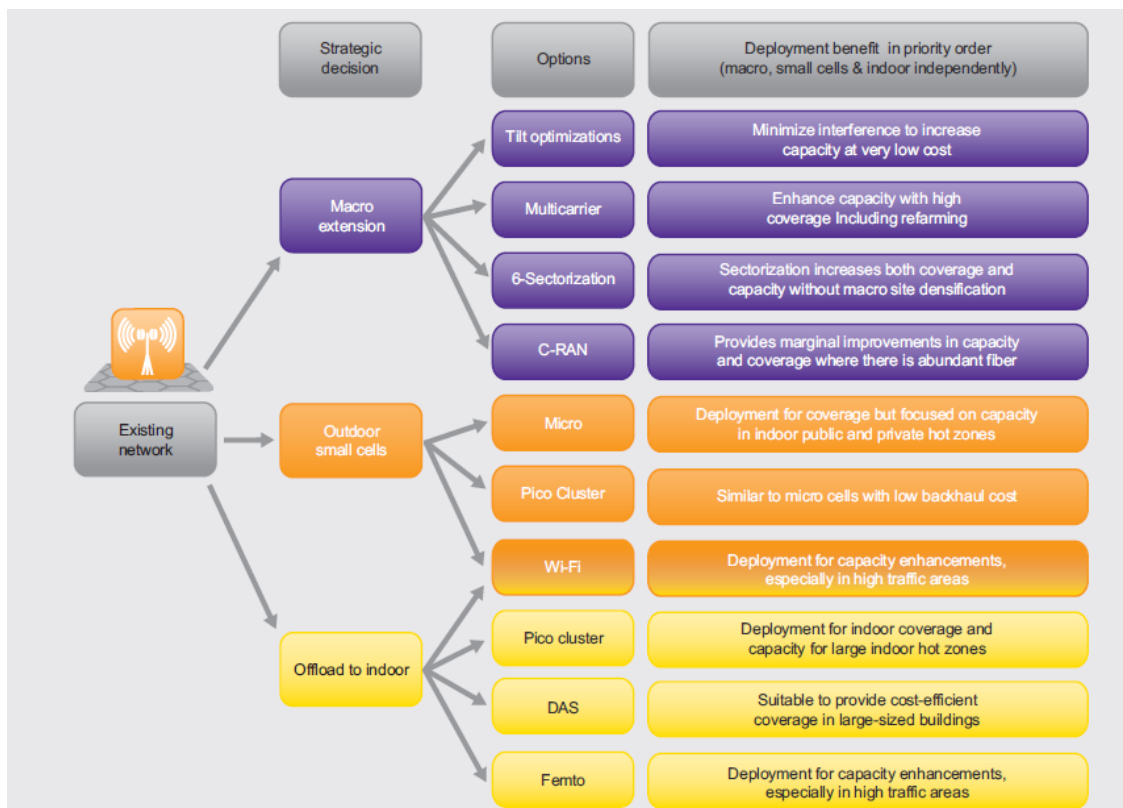 Strategic
decision
Options
Deployment benefit in priority order
(macro, small cells & indoor independently)
Tilt optimizations
Minimize interference to increase
capacity at very low cost
Macro
extension
Multicarrier
Enhance capacity with high
coverage Including refarming
6-Sectorization
Sectorization increases both coverage and
capacity without macro site densification
C-RAN
Provides marginal improvements in capacity
and coverage where there is abundant fiber
Existing
network
Outdoor
small cells
Micro
Deployment for coverage but focused on capacity
in indoor public and private hot zones
Pico Cluster
Similar to micro cells with low backhaul cost
Wi-Fi
Deployment for capacity enhancements,
especially in high traffic areas
Offload to indoor
Pico cluster
Deployment for indoor coverage and
capacity for large indoor hot zones
DAS
Suitable to provide cost-efficient
coverage in large-sized buildings
Femto
Deployment for capacity enhancements,
especially in high traffic areas